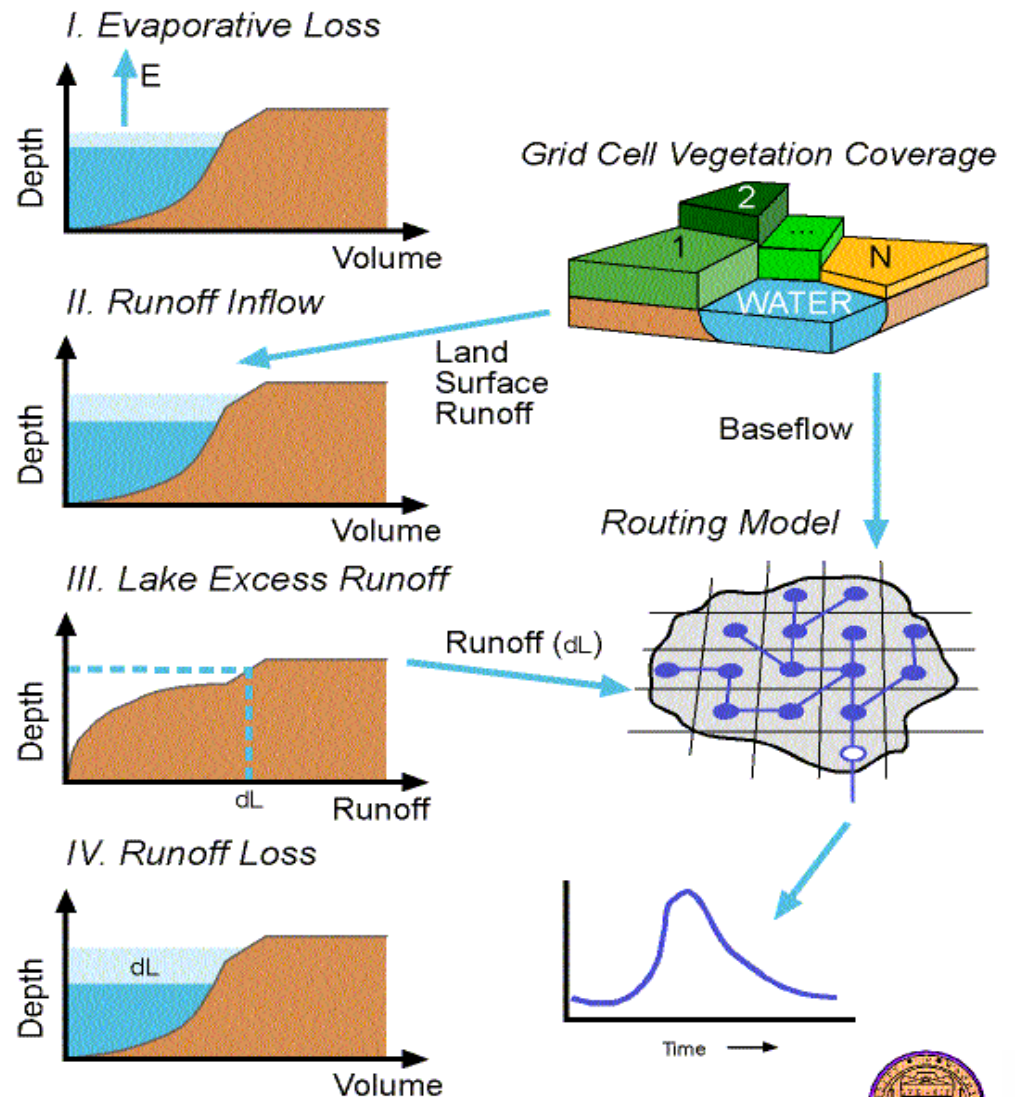 I. Evaporative Loss
E
Depth
Volume
Grid Cell Vegetation Coverage
1
2
...
N
WATER
II. Runoff Inflow
Land
Surface
Runoff
Depth
Volume
Baseflow
Routing Model
III. Lake Excess Runoff
Depth
dL
Runoff
Runoff (dL)
IV. Runoff Loss
dL
Depth
Volume
Time